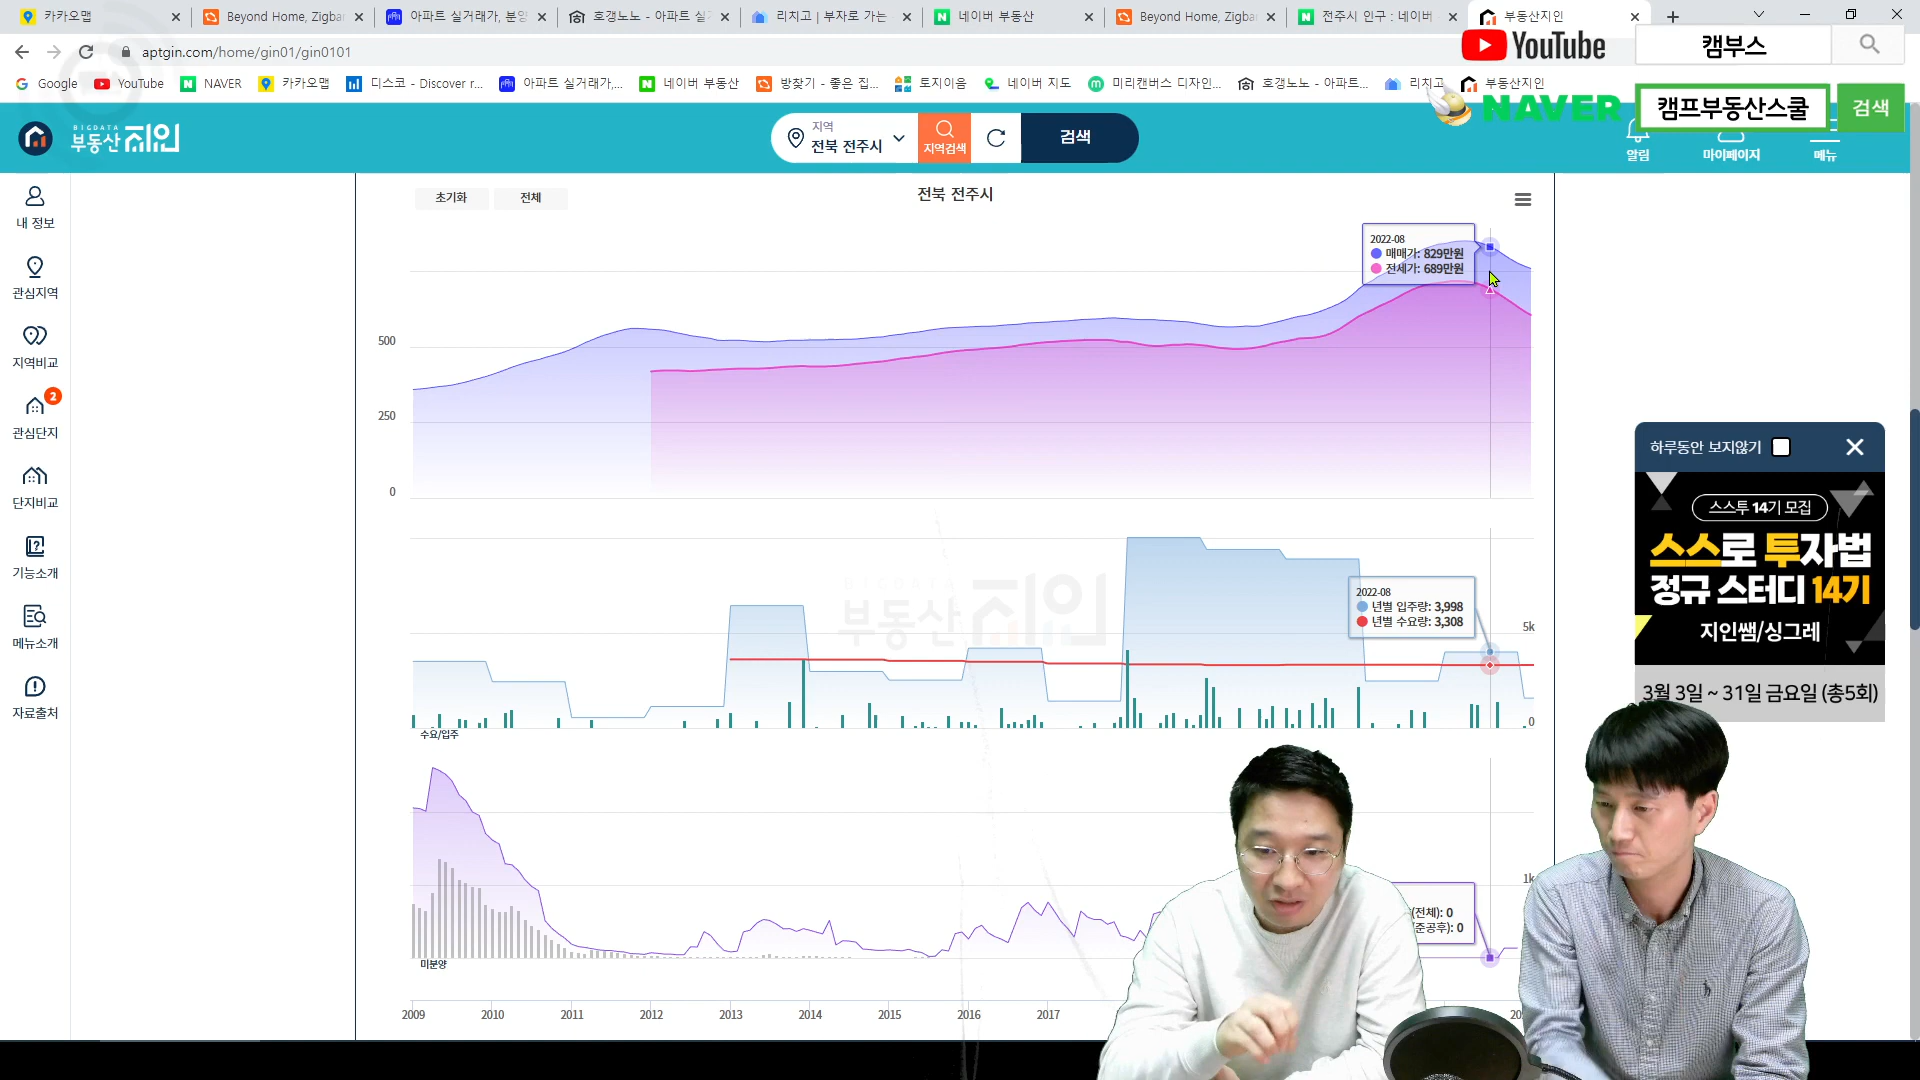 카카오맵
Beyond Home, Zigbar
아파트 실거래가, 분양
호갱노노 - 아파트 실
리치고 | 부자로 가는
네이버 부동산
Beyond Home, Zigbar
전주시 인구 : 네이버
부동산지인
aptgin.com/home/gin01/gin0101
YouTube
캠부스
Google
YouTube
NAVER
카카오맵
디스코 - Discover r...
아파트 실거래가,...
네이버 부동산
방찾기 - 좋은 집...
토지이음
네이버 지도
미리캔버스 디자인...
호갱노노 - 아파트...
리치고
부동산지인
NAVER
캠프부동산스쿨
검색
BIGDATA
부동산 지인
지역
전북 전주시
지역검색
검색
알림
마이페이지
메뉴
내 정보
관심지역
지역비교
2
관심단지
단지비교
기능소개
메뉴소개
자료출처
초기화
전체
전북 전주시
2022-08
매매가: 829만원
전세가: 689만원
500
250
0
BIGDATA
부동산 지인
2022-08
년별 입주량: 3,998
년별 수요량: 3,308
5k
0
수요/입주
1k
(전체): 0
준공후): 0
미분양
2009
2010
2011
2012
2013
2014
2015
2016
2017
하루동안 보지않기
스스투 14기 모집
스스로 투자법
정규 스터디 14기
지인쌤/싱그레
3월 3일 ~ 31일 금요일 (총5회)